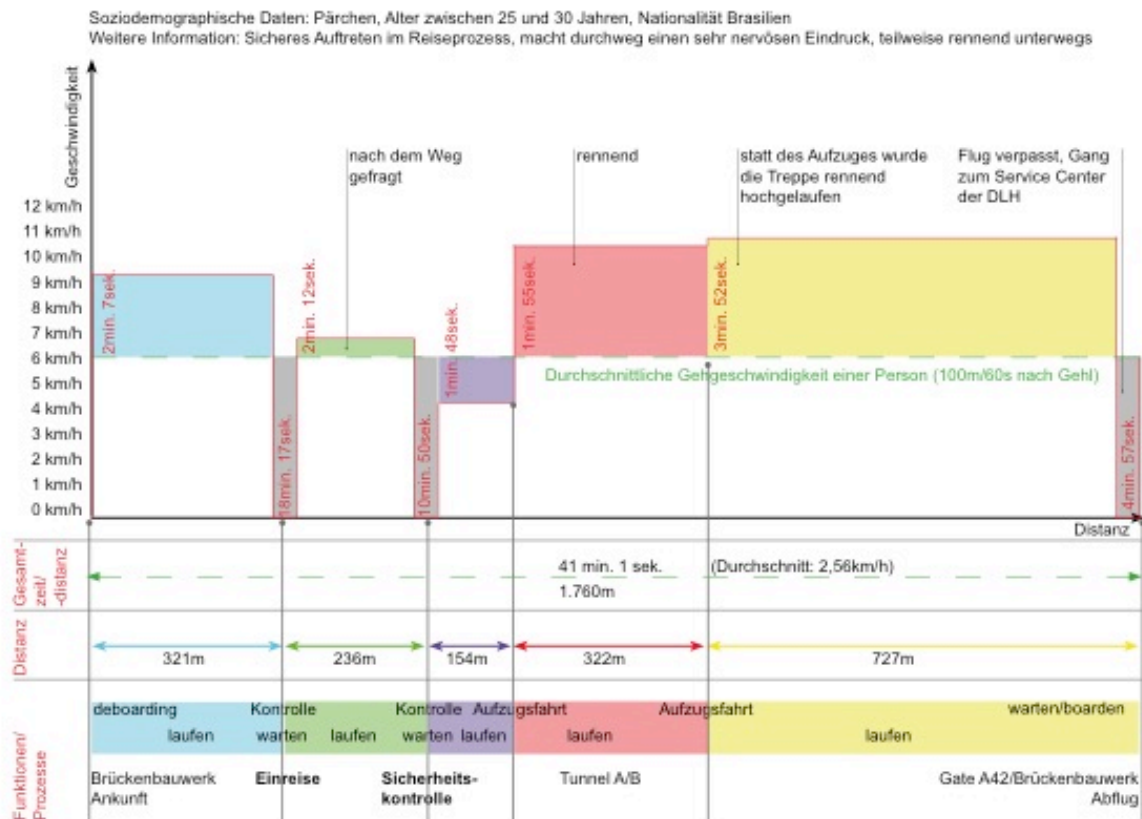 Soziodemographische Daten: Pärchen, Alter zwischen 25 und 30 Jahren, Nationalität Brasilien
Weitere Information: Sicheres Auftreten im Reiseprozess, macht durchweg einen sehr nervösen Eindruck, teilweise rennend unterwegs
Geschwindigkeit
nach dem Weg
gefragt
rennend
statt des Aufzuges wurde
die Treppe rennend
hochgelaufen
Flug verpasst, Gang
zum Service Center
der DLH
12 km/h
11 km/h
10 km/h
9 km/h
8 km/h
7 km/h
6 km/h
5 km/h
4 km/h
3 km/h
2 km/h
1 km/h
0 km/h
2min. 7sek.
18min. 17sek.
2min. 12sek.
10min. 50sek.
1min. 48sek.
1min. 55sek.
3min. 52sek.
4min. 57sek.
Durchschnittliche Gehgeschwindigkeit einer Person (100m/60s nach Gehl)
Distanz
Gesamt-
zeit/
-distanz
41 min. 1 sek. (Durchschnitt: 2,56km/h)
1.760m
Distanz
321m 236m 154m 322m 727m
Funktionen/
Prozesse
deboarding Kontrolle Kontrolle Aufzugsfahrt Aufzugsfahrt warten/boarden
laufen warten laufen warten laufen laufen laufen
Brückenbauwerk
Ankunft
Einreise
Sicherheits-
kontrolle
Tunnel A/B
Gate A42/Brückenbauwerk
Abflug